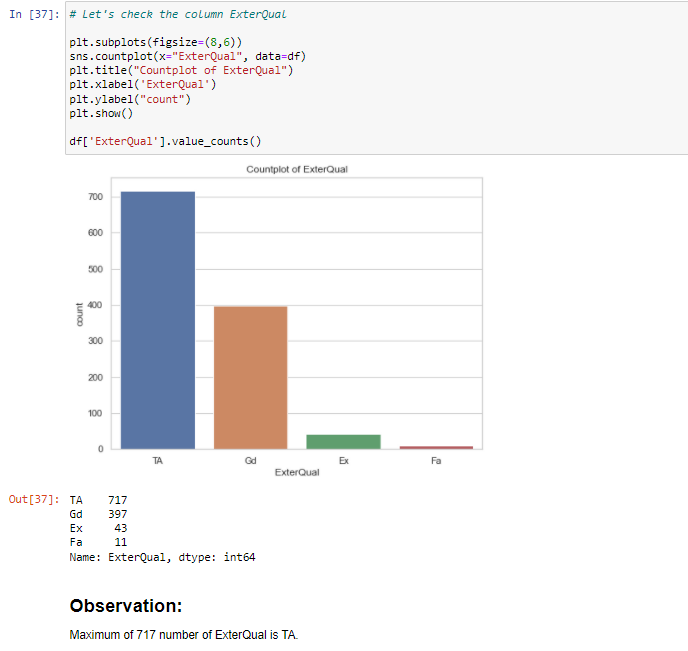 In [37]: # Let's check the column ExterQual
plt.subplots(figsize=(8,6))
sns.countplot(x="ExterQual", data=df)
plt.title("Countplot of ExterQual")
plt.xlabel('ExterQual')
plt.ylabel("count")
plt.show()
df['ExterQual'].value_counts()
Countplot of ExterQual
700
600
500
400
300
200
100
0
count
TA Gd Ex Fa
ExterQual
Out[37]: TA 717
Gd 397
Ex 43
Fa 11
Name: ExterQual, dtype: int64
Observation:
Maximum of 717 number of ExterQual is TA.